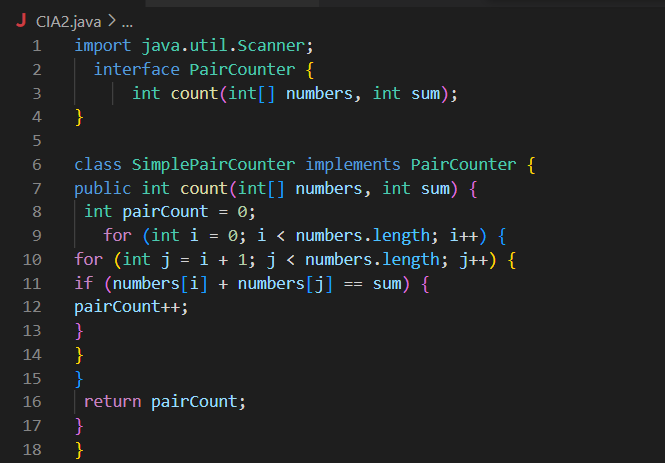 J CIA2.java > ...
1 import java.util.Scanner;
2   interface PairCounter {
3       int count(int[] numbers, int sum);
4 }
5
6 class SimplePairCounter implements PairCounter {
7 public int count(int[] numbers, int sum) {
8  int pairCount = 0;
9    for (int i = 0; i < numbers.length; i++) {
10 for (int j = i + 1; j < numbers.length; j++) {
11 if (numbers[i] + numbers[j] == sum) {
12 pairCount++;
13 }
14 }
15 }
16  return pairCount;
17 }
18 }